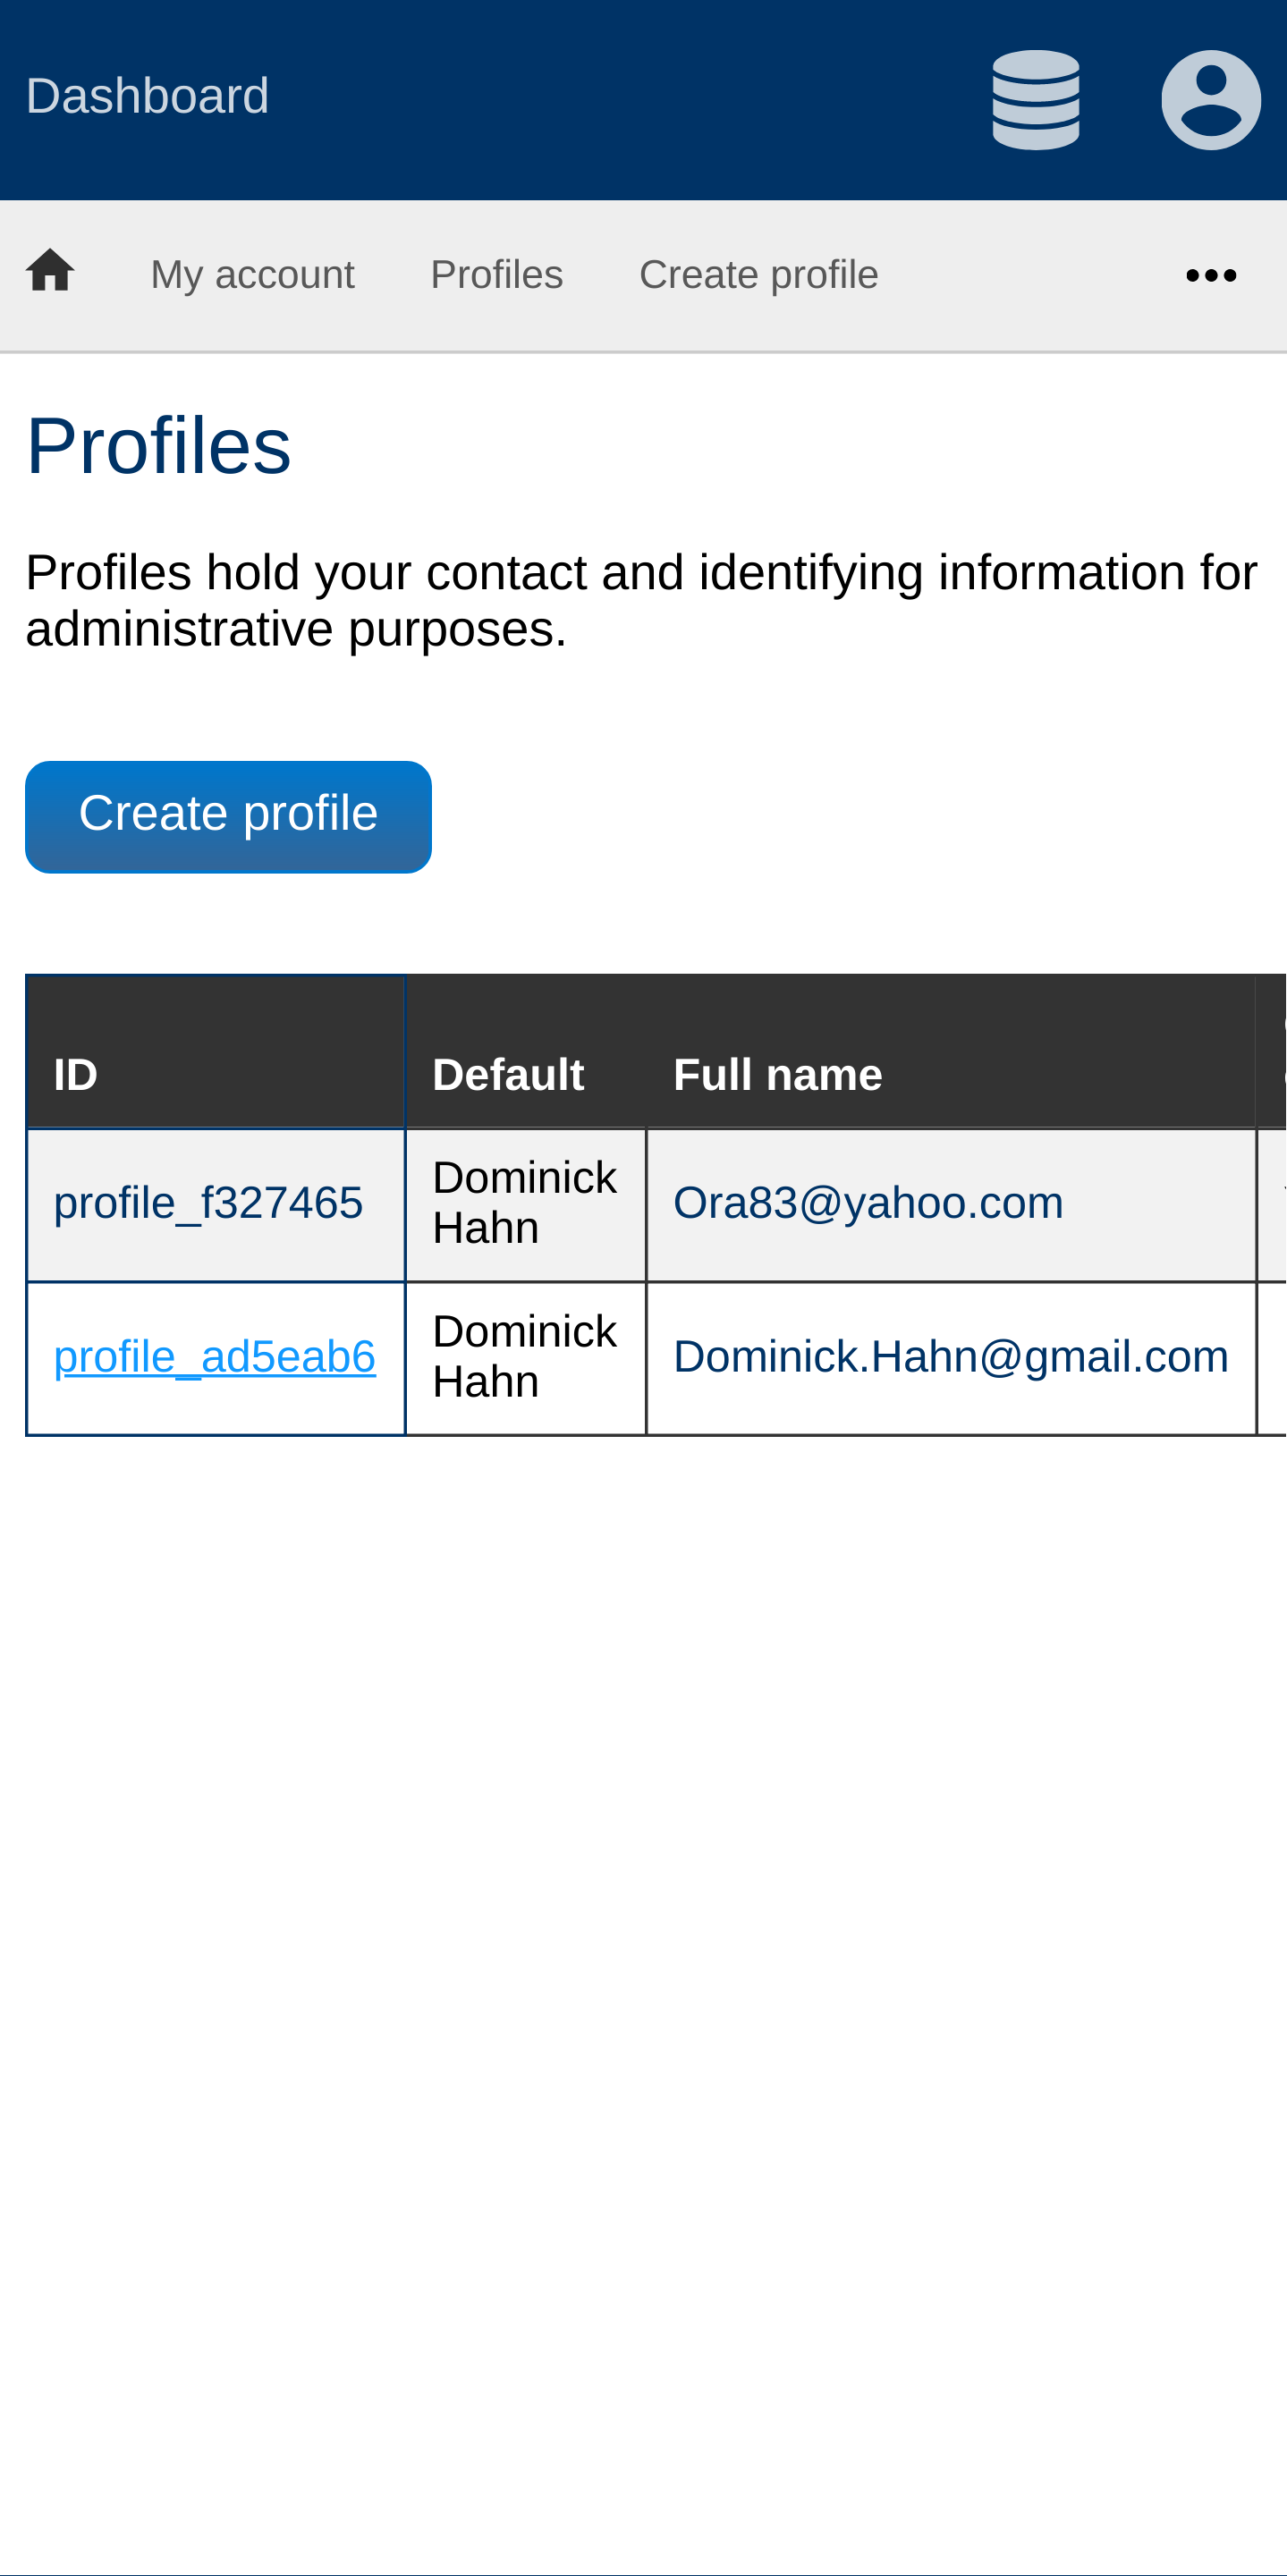 Dashboard
My account Profiles Create profile
Profiles
Profiles hold your contact and identifying information for
administrative purposes.
Create profile
ID Default Full name
profile_f327465 Dominick Hahn Ora83@yahoo.com
profile_ad5eab6 Dominick Hahn Dominick.Hahn@gmail.com